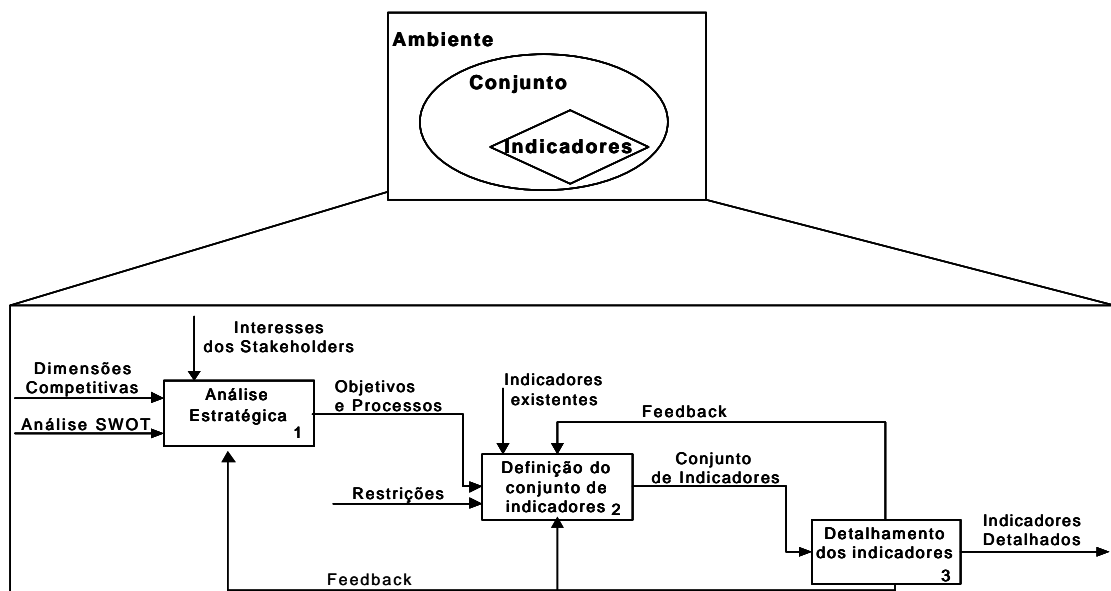 Ambiente
Conjunto
Indicadores
Interesses
dos Stakeholders
Dimensões
Competitivas
Análise SWOT
Análise
Estratégica
1
Objetivos
e Processos
Indicadores
existentes
Restrições
Feedback
Definição do
conjunto de
indicadores 2
Conjunto
de Indicadores
Detalhamento
dos indicadores
3
Indicadores
Detalhados
Feedback